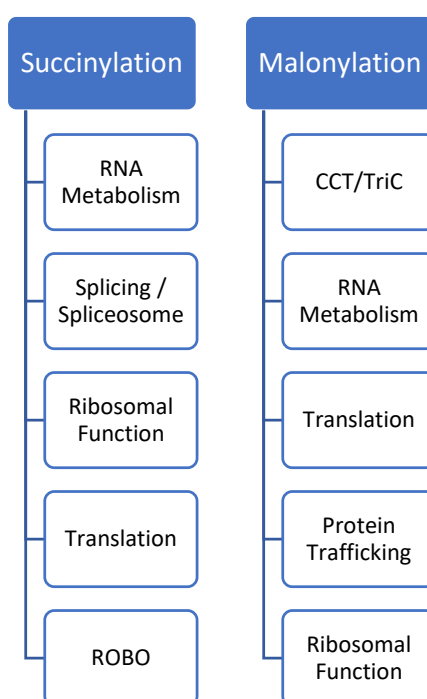 Succinylation
RNA
Metabolism
Splicing /
Spliceosome
Ribosomal
Function
Translation
ROBO
Malonylation
CCT/TriC
RNA
Metabolism
Translation
Protein
Trafficking
Ribosomal
Function